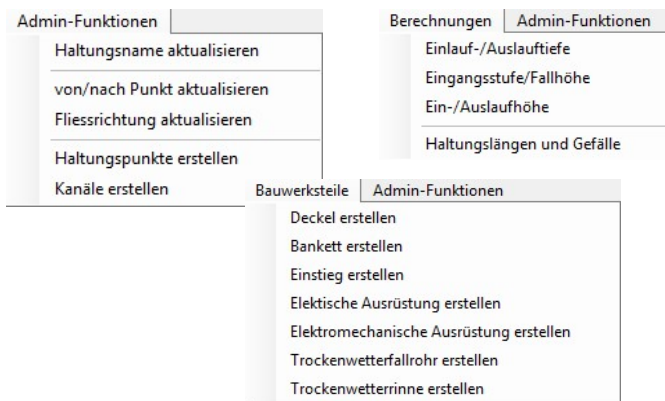 Admin-Funktionen
Haltungsname aktualisieren
von/nach Punkt aktualisieren
Fliessrichtung aktualisieren
Haltungspunkte erstellen
Kanäle erstellen
Berechnungen Admin-Funktionen
Einlauf-/Auslauftiefe
Eingangsstufe/Fallhöhe
Ein-/Auslaufhöhe
Haltungslängen und Gefälle
Bauwerksteile Admin-Funktionen
Deckel erstellen
Bankett erstellen
Einstieg erstellen
Elektische Ausrüstung erstellen
Elektromechanische Ausrüstung erstellen
Trockenwetterfallrohr erstellen
Trockenwetterrinne erstellen